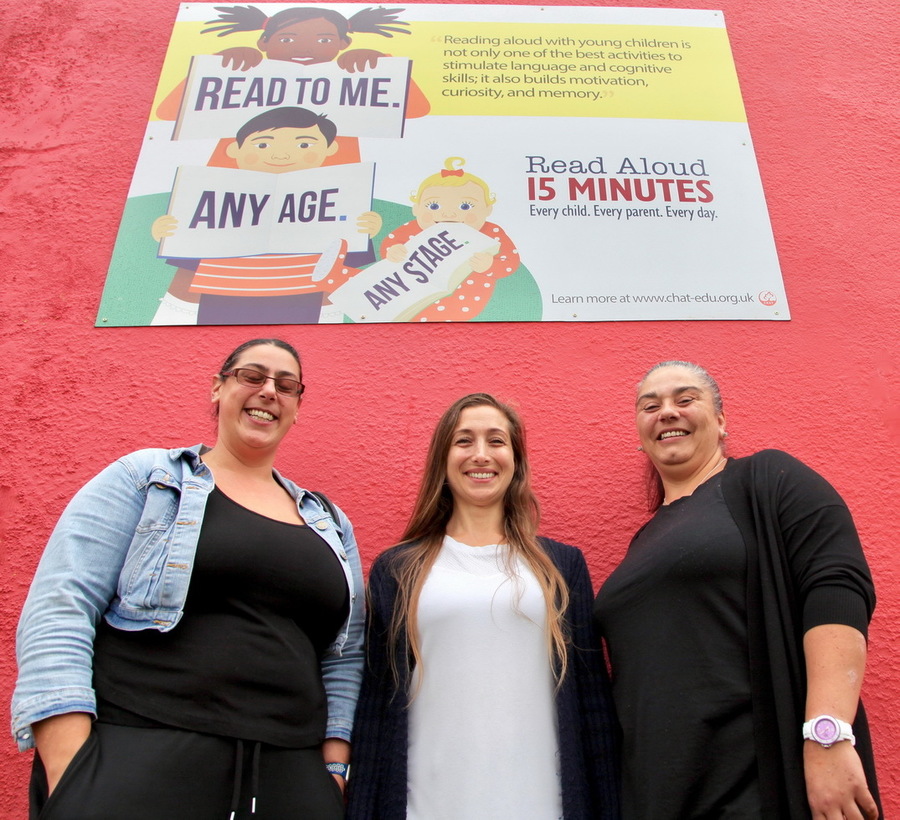 “Reading aloud with young children is
not only one of the best activities to
stimulate language and cognitive
skills; it also builds motivation,
curiosity, and memory.”
READ TO ME.
ANY AGE.
ANY STAGE.
Read Aloud
15 MINUTES
Every child. Every parent. Every day.
Learn more at www.chat-edu.org.uk